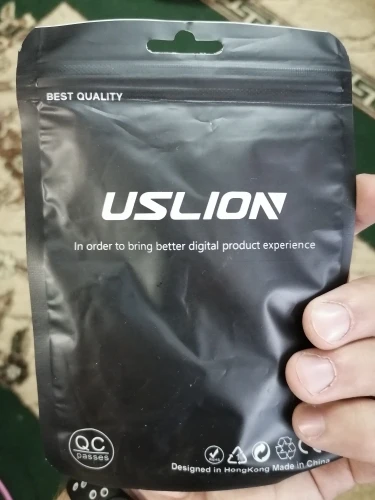 BEST QUALITY
USLION
In order to bring better digital product experience
QC
passes
Designed in HongKong Made in China